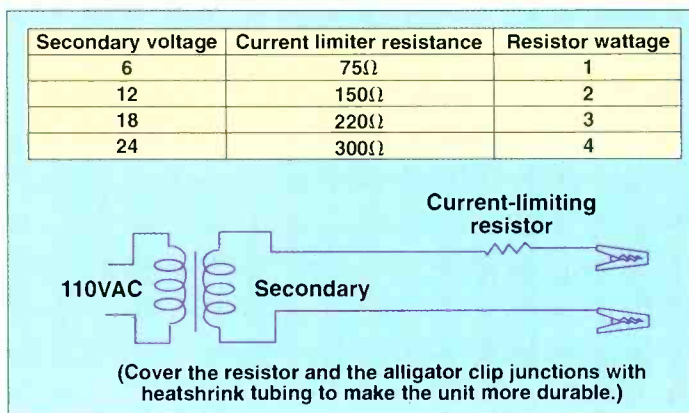 Secondary voltage Current limiter resistance Resistor wattage
6 75Ω 1
12 150Ω 2
18 220Ω 3
24 300Ω 4
Current-limiting
resistor
110VAC Secondary
(Cover the resistor and the alligator clip junctions with
heatshrink tubing to make the unit more durable.)